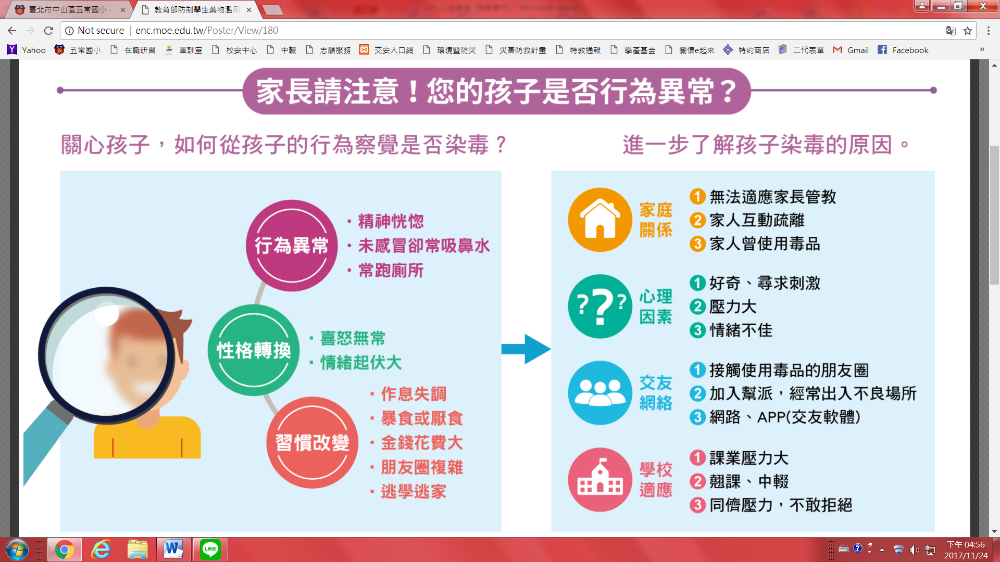 臺北市中山區五常國小 -
教育部防制學生藥物濫用
Not secure
enc.moe.edu.tw/Poster/View/180
Yahoo 五常國小 在職研習 軍訓室 校安中心 中輟 志願服務 交安入口網 環境暨防災 災害防救計畫 特教通報 學產基金 關懷e起來 特約商店 二代表單 Gmail Facebook »
家長請注意！您的孩子是否行為異常？
關心孩子，如何從孩子的行為察覺是否染毒？
行為異常
·精神恍惚
·未感冒卻常吸鼻水
·常跑廁所
性格轉換
·喜怒無常
·情緒起伏大
習慣改變
·作息失調
·暴食或厭食
·金錢花費大
·朋友圈複雜
·逃學逃家
進一步了解孩子染毒的原因。
家庭
關係
1 無法適應家長管教
2 家人互動疏離
3 家人曾使用毒品
???
心理
因素
1 好奇、尋求刺激
2 壓力大
3 情緒不佳
交友
網絡
1 接觸使用毒品的朋友圈
2 加入幫派，經常出入不良場所
3 網路、APP(交友軟體)
學校
適應
1 課業壓力大
2 翹課、中輟
3 同儕壓力，不敢拒絕
LINE
下午 04:56
2017/11/24